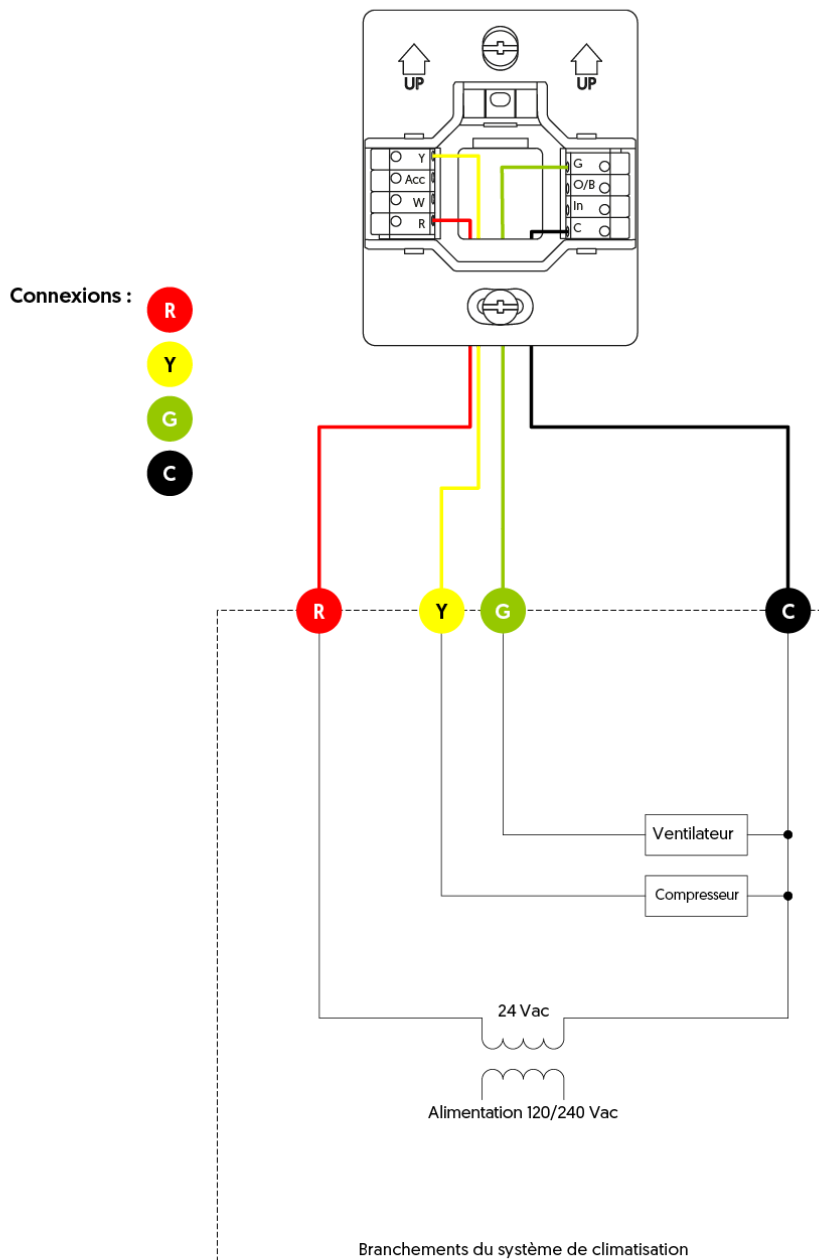 UP
UP
Y
Acc
W
R
G
O/B
In
C
Connexions :
R
Y
G
C
R
Y
G
C
Ventilateur
Compresseur
24 Vac
Alimentation 120/240 Vac
Branchements du système de climatisation